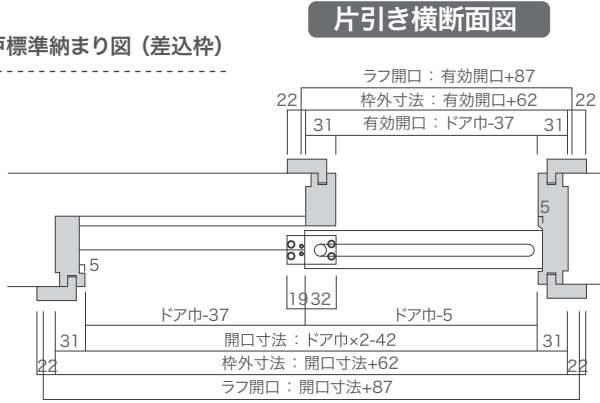 片引き横断面図
戸標準納まり図（差込枠）
ラフ開口：有効開口+87
22 枠外寸法：有効開口+62 22
31 有効開口：ドア巾-37 31
5
5
19 32
ドア巾-37 ドア巾-5
31 開口寸法：ドア巾×2-42 31
22 枠外寸法：開口寸法+62 22
ラフ開口：開口寸法+87